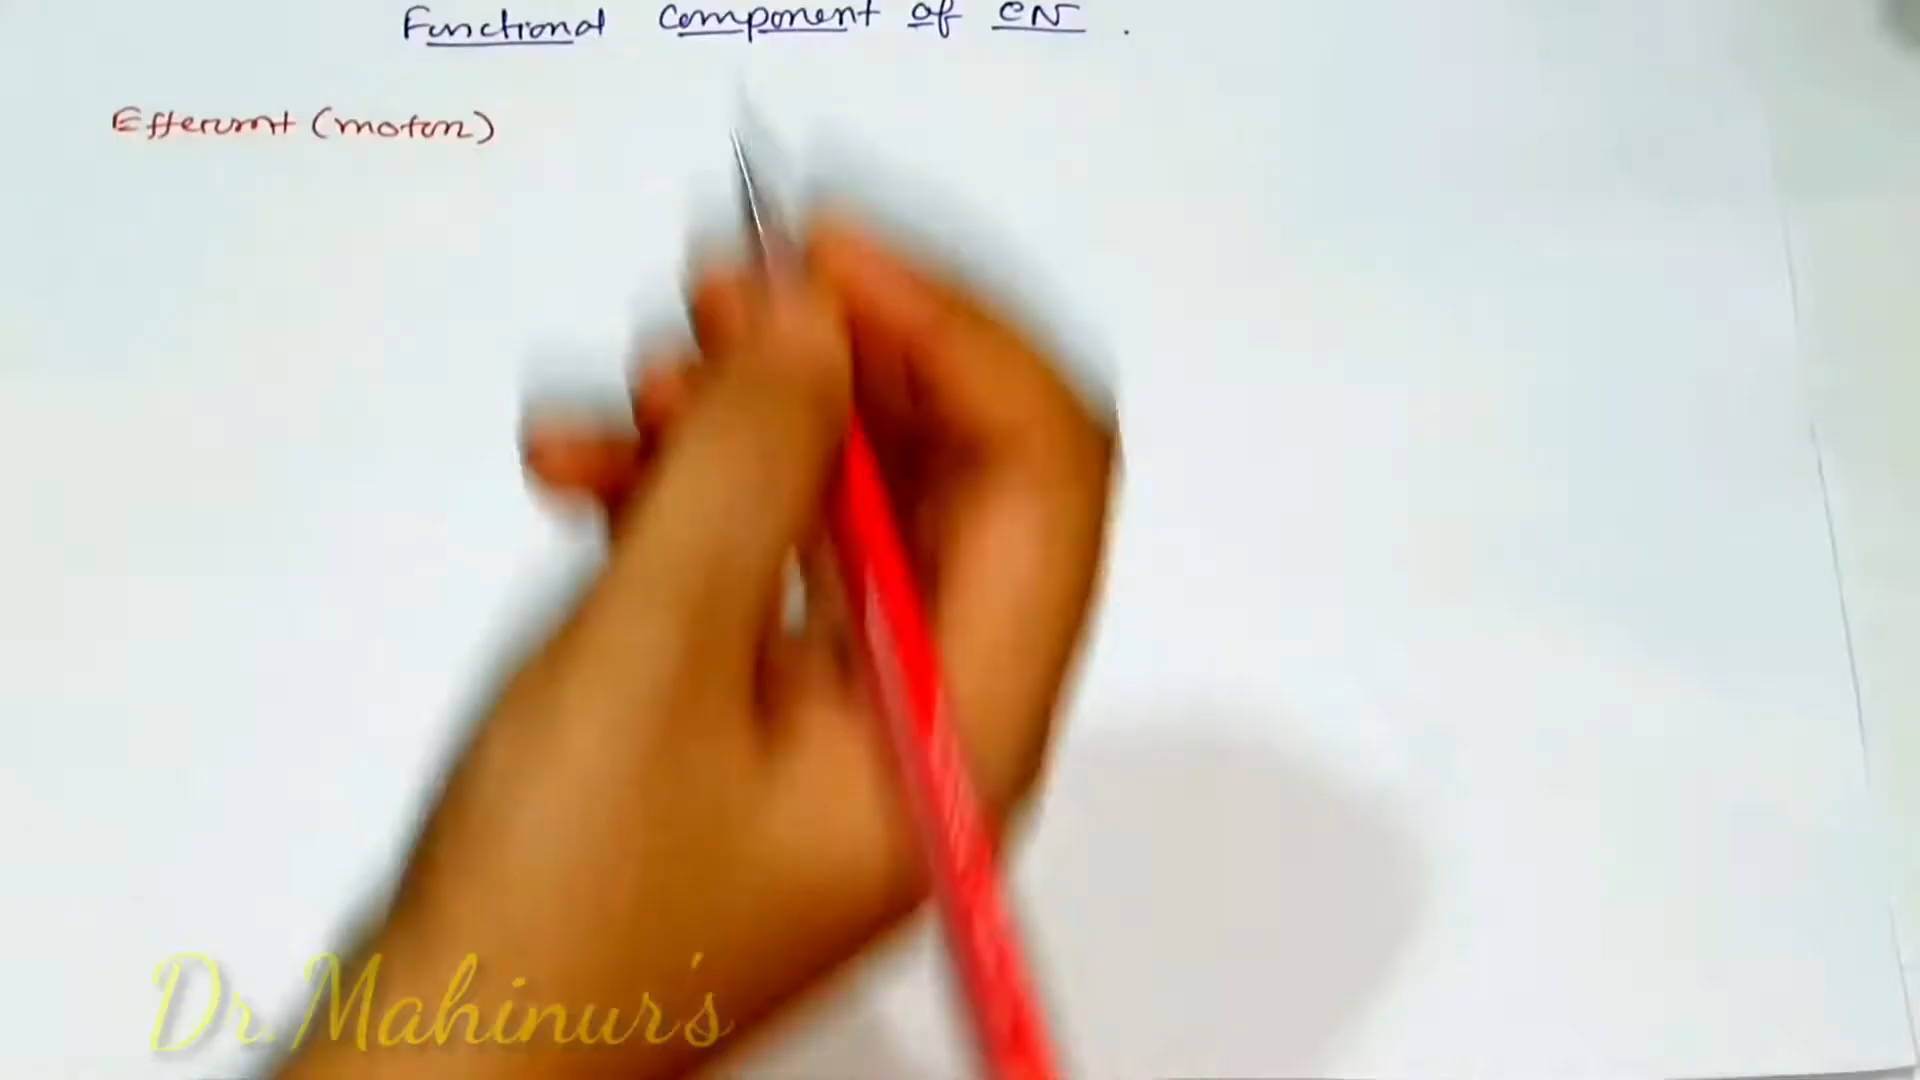 Functional Component of CN .
Efferent (motor)
Dr. Mahinur's